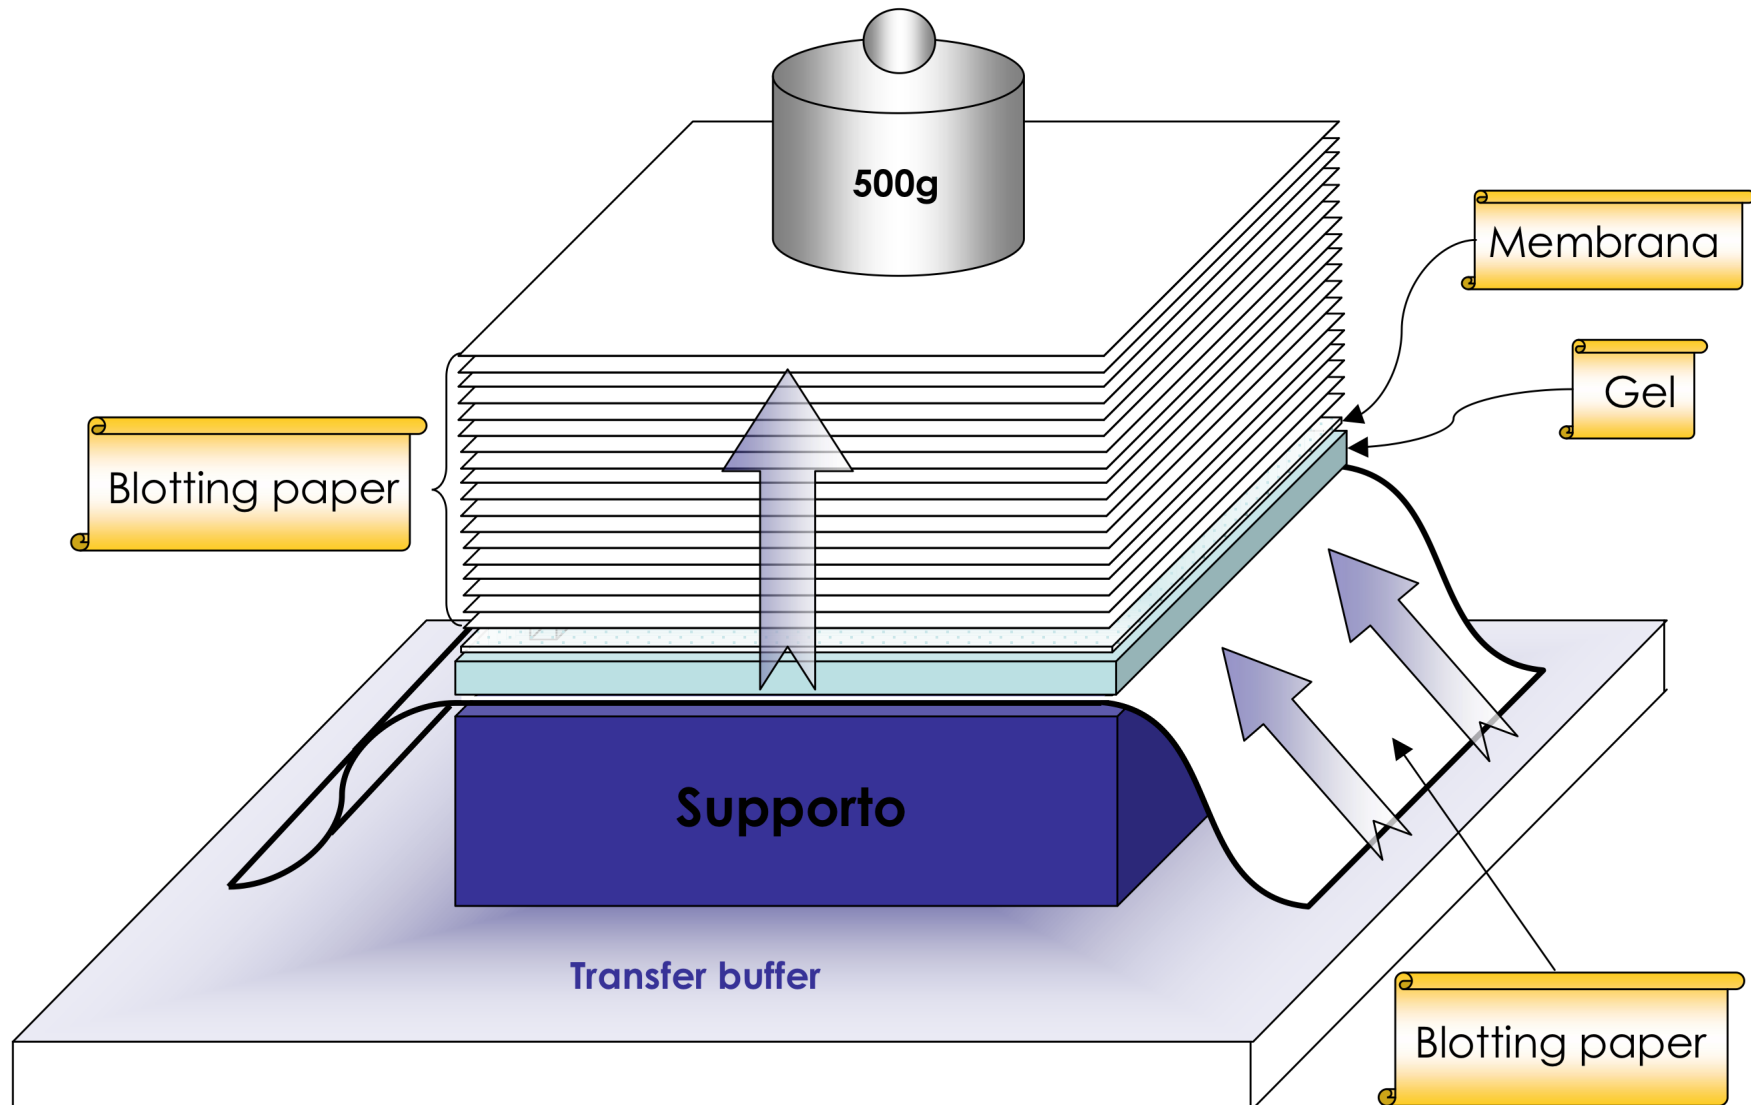 500g
Membrana
Gel
Blotting paper
Supporto
Transfer buffer
Blotting paper